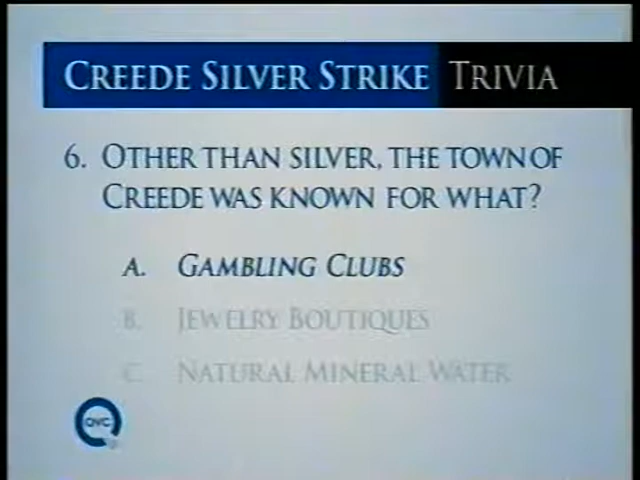 CREEDE SILVER STRIKE TRIVIA
6. OTHER THAN SILVER, THE TOWN OF
CREEDE WAS KNOWN FOR WHAT?
A. GAMBLING CLUBS
B. JEWELRY BOUTIQUES
C. NATURAL MINERAL WATER
QVC